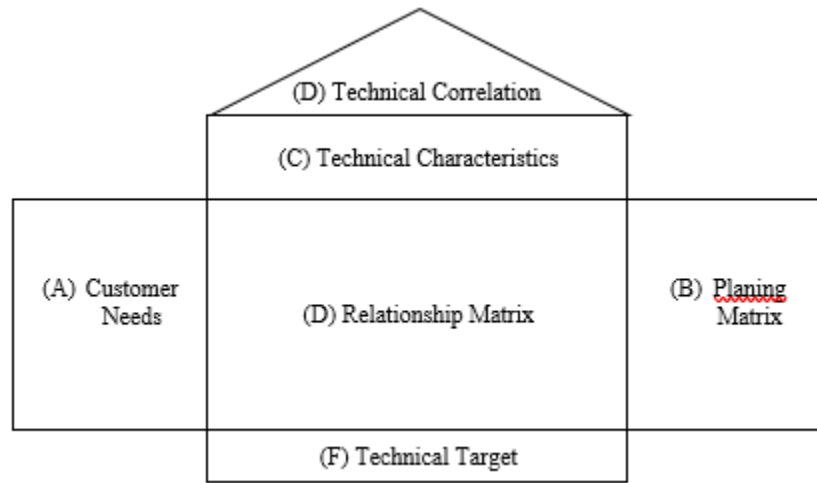 (D) Technical Correlation
(C) Technical Characteristics
(A) Customer
Needs
(D) Relationship Matrix
(B) Planing
Matrix
(F) Technical Target